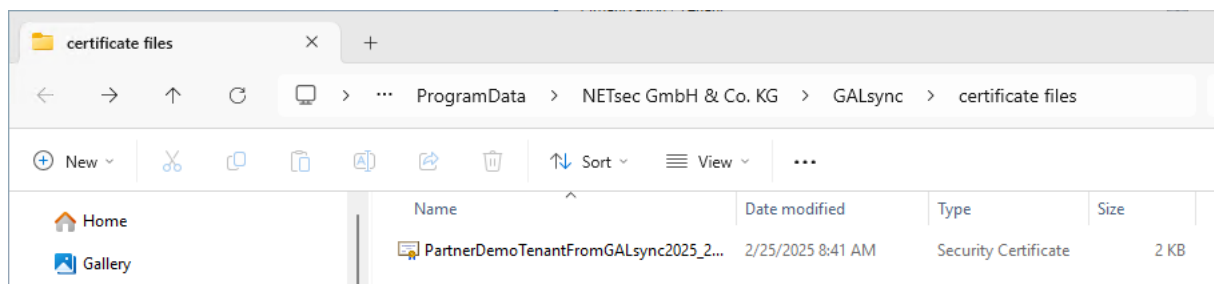 certificate files
ProgramData > NETsec GmbH & Co. KG > GALsync > certificate files
New
Sort
View
Name Date modified Type Size
Home
PartnerDemoTenantFromGALsync2025_2... 2/25/2025 8:41 AM Security Certificate 2 KB
Gallery